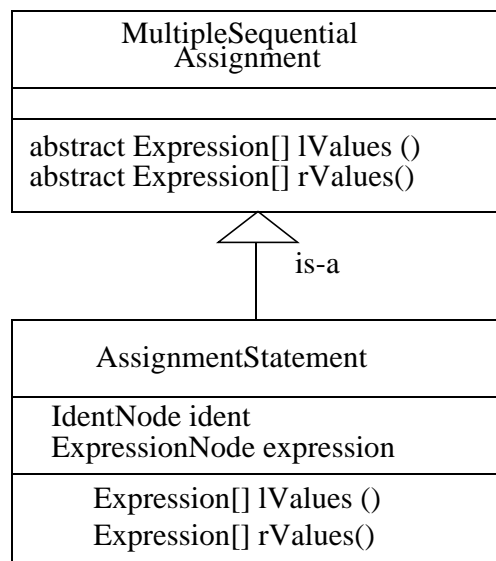 MultipleSequential
Assignment
abstract Expression[] lValues ()
abstract Expression[] rValues()
is-a
AssignmentStatement
IdentNode ident
ExpressionNode expression
Expression[] lValues ()
Expression[] rValues()